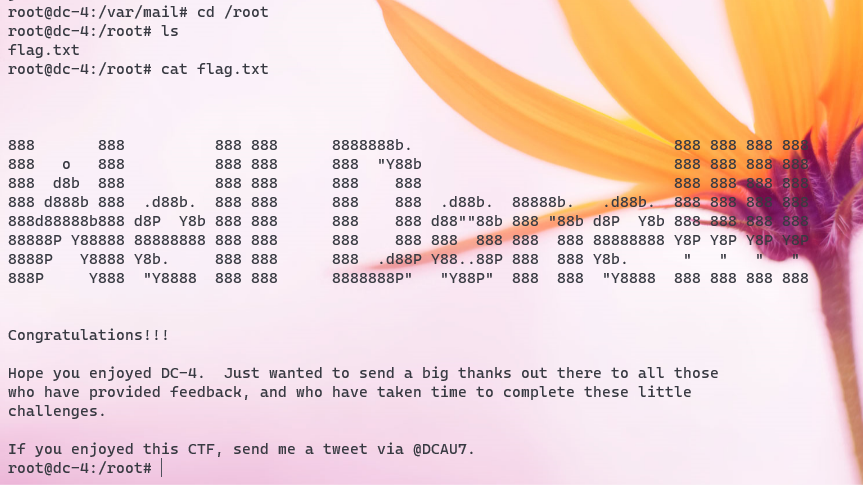 root@dc-4:/var/mail# cd /root
root@dc-4:/root# ls
flag.txt
root@dc-4:/root# cat flag.txt
888       888          888 888      8888888b.                             888 888 888 888
888   o   888          888 888      888  "Y88b                            888 888 888 888
888  d8b  888          888 888      888    888                            888 888 888 888
888 d888b 888  .d88b.  888 888      888    888  .d88b.  88888b.   .d88b.  888 888 888 888
888d88888b888 d8P  Y8b 888 888      888    888 d88""88b 888 "88b d8P  Y8b 888 888 888 888
88888P Y88888 88888888 888 888      888    888 888  888 888  888 88888888 Y8P Y8P Y8P Y8P
8888P   Y8888 Y8b.     888 888      888  .d88P Y88..88P 888  888 Y8b.      "   "   "   "
888P     Y888  "Y8888  888 888      8888888P"   "Y88P"  888  888  "Y8888  888 888 888 888
Congratulations!!!
Hope you enjoyed DC-4.  Just wanted to send a big thanks out there to all those
who have provided feedback, and who have taken time to complete these little
challenges.
If you enjoyed this CTF, send me a tweet via @DCAU7.
root@dc-4:/root#